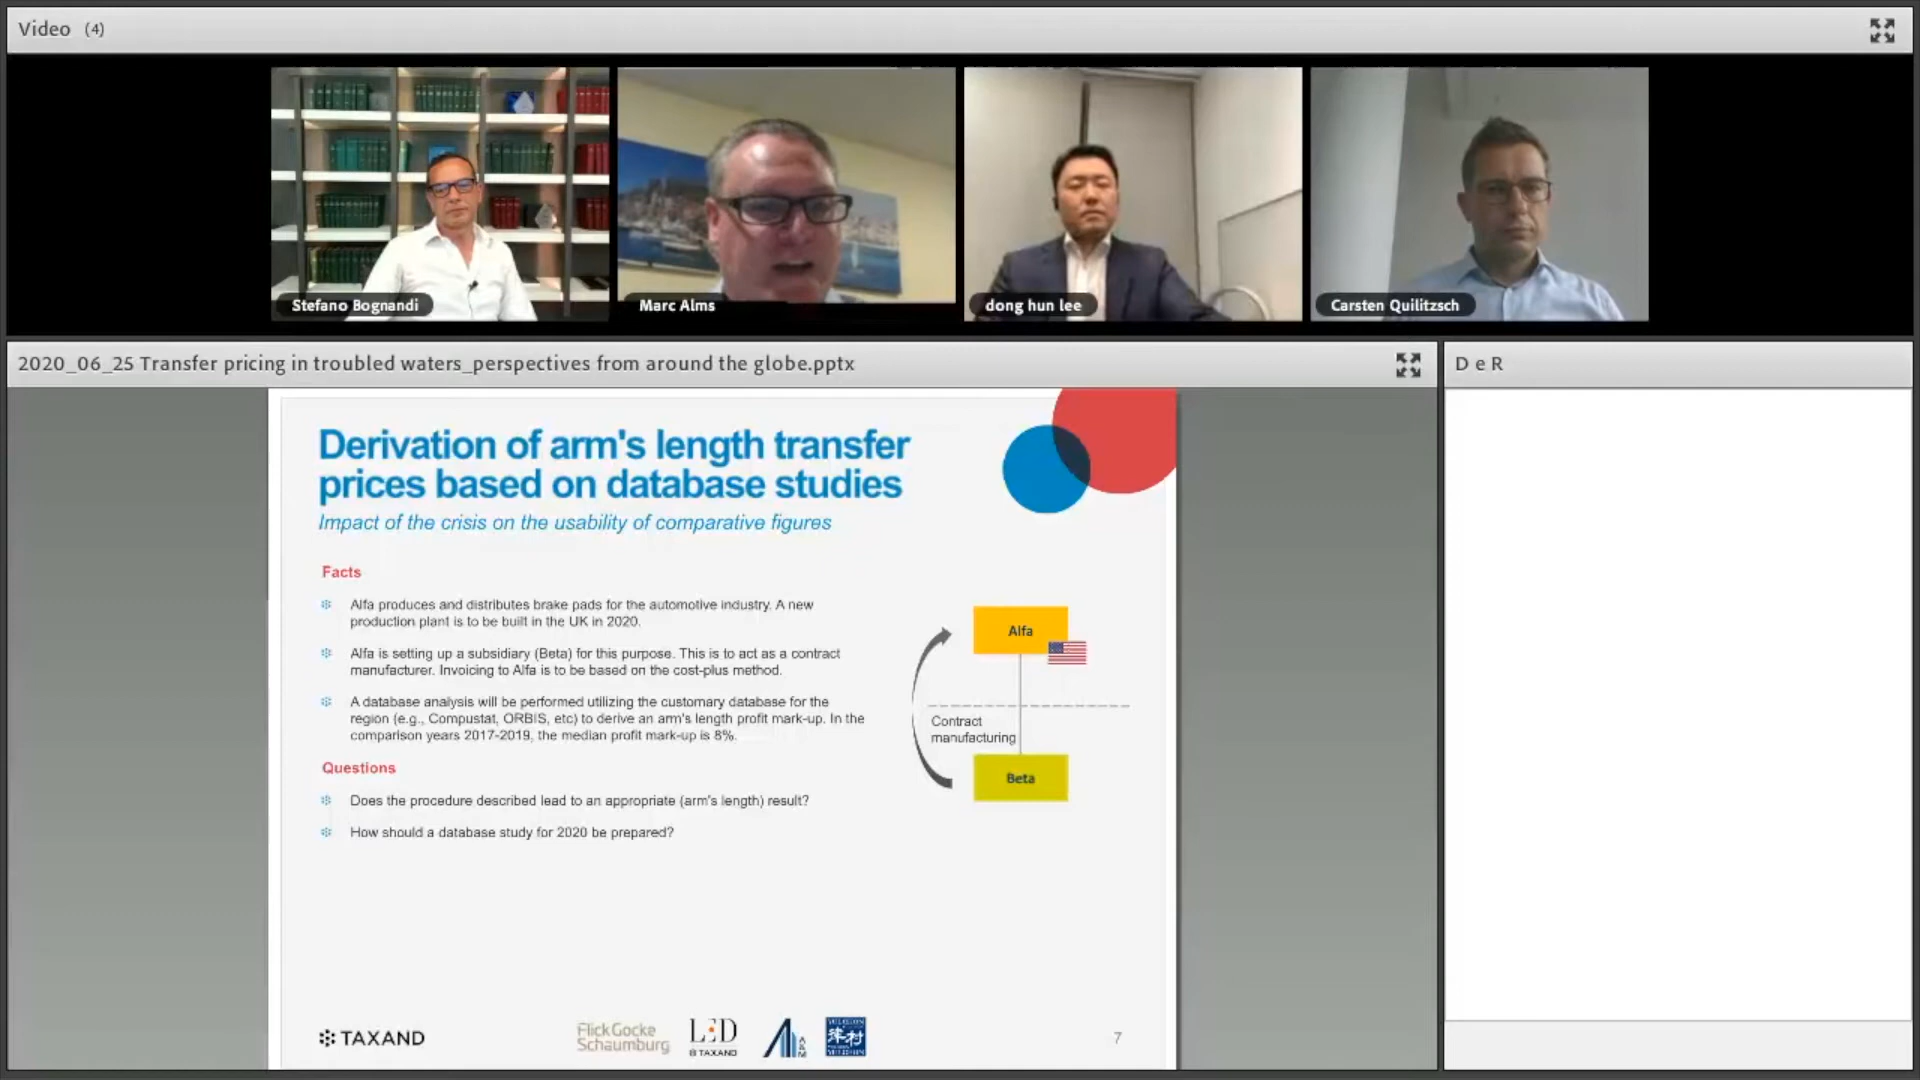 Video (4)
Stefano Bognandi
Marc Alms
dong hun lee
Carsten Quilitzsch
2020_06_25 Transfer pricing in troubled waters_perspectives from around the globe.pptx
D e R
Derivation of arm's length transfer
prices based on database studies
Impact of the crisis on the usability of comparative figures
Facts
Alfa produces and distributes brake pads for the automotive industry. A new
production plant is to be built in the UK in 2020.
Alfa is setting up a subsidiary (Beta) for this purpose. This is to act as a contract
manufacturer. Invoicing to Alfa is to be based on the cost-plus method.
A database analysis will be performed utilizing the customary database for the
region (e.g., Compustat, ORBIS, etc) to derive an arm's length profit mark-up. In the
comparison years 2017-2019, the median profit mark-up is 8%.
Questions
Does the procedure described lead to an appropriate (arm's length) result?
How should a database study for 2020 be prepared?
Alfa
Contract
manufacturing
Beta
TAXAND
Flick Gocke
Schaumburg
LED
TAXAND
7